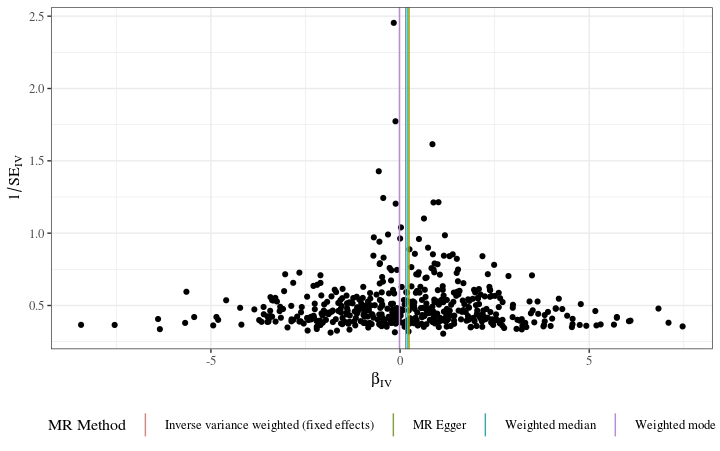 2.5
2.0
1.5
1.0
0.5
1/SE_IV
-5
0
5
β_IV
MR Method
Inverse variance weighted (fixed effects)
MR Egger
Weighted median
Weighted mode